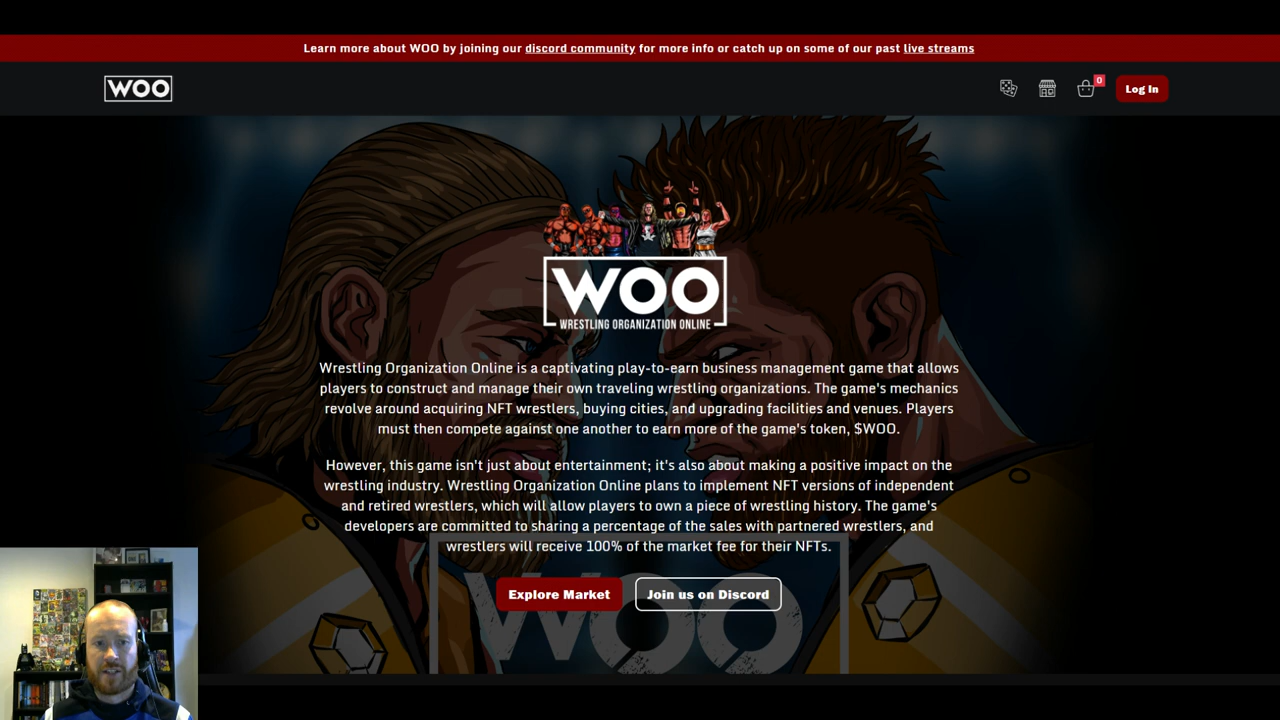 Learn more about WOO by joining our discord community for more info or catch up on some of our past live streams
WOO
0
Log In
WOO
WRESTLING ORGANIZATION ONLINE
Wrestling Organization Online is a captivating play-to-earn business management game that allows
players to construct and manage their own traveling wrestling organizations. The game's mechanics
revolve around acquiring NFT wrestlers, buying cities, and upgrading facilities and venues. Players
must then compete against one another to earn more of the game's token, $WOO.
However, this game isn't just about entertainment; it's also about making a positive impact on the
wrestling industry. Wrestling Organization Online plans to implement NFT versions of independent
and retired wrestlers, which will allow players to own a piece of wrestling history. The game's
developers are committed to sharing a percentage of the sales with partnered wrestlers, and
wrestlers will receive 100% of the market fee for their NFTs.
Explore Market
Join us on Discord
WOO